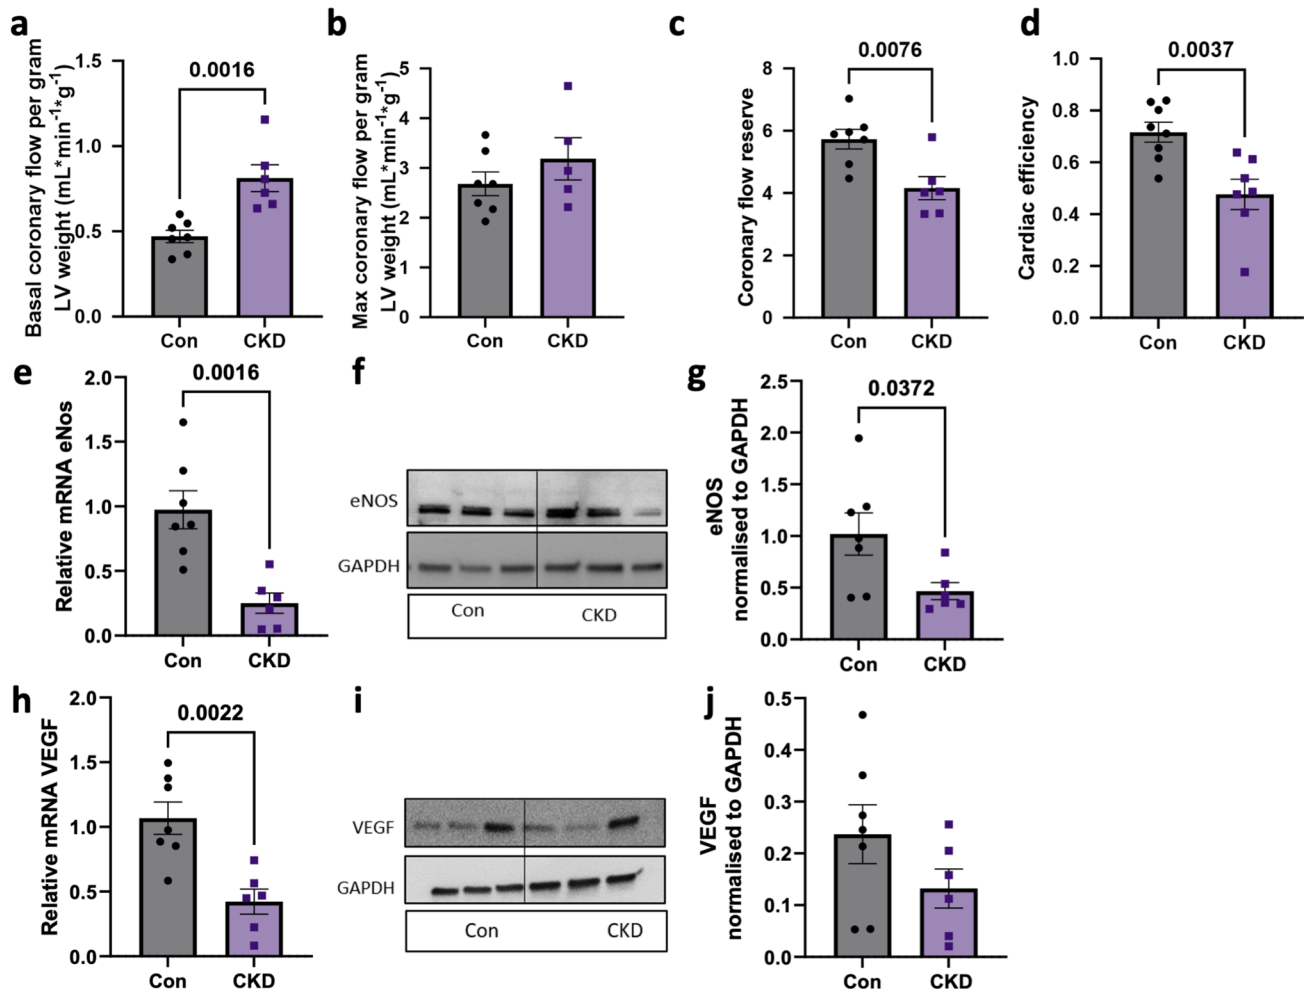 a
Basal coronary flow per gram
LV weight (mL*min⁻¹*g⁻¹)
1.5
1.0
0.5
0.0
0.0016
Con
CKD
b
Max coronary flow per gram
LV weight (mL*min⁻¹*g⁻¹)
5
4
3
2
1
0
Con
CKD
c
Coronary flow reserve
8
6
4
2
0
0.0076
Con
CKD
d
Cardiac efficiency
1.0
0.8
0.6
0.4
0.2
0.0
0.0037
Con
CKD
e
Relative mRNA eNos
2.0
1.5
1.0
0.5
0.0
0.0016
Con
CKD
f
eNOS
GAPDH
Con
CKD
g
eNOS
normalised to GAPDH
2.5
2.0
1.5
1.0
0.5
0.0
0.0372
Con
CKD
h
Relative mRNA VEGF
2.0
1.5
1.0
0.5
0.0
0.0022
Con
CKD
i
VEGF
GAPDH
Con
CKD
j
VEGF
normalised to GAPDH
0.5
0.4
0.3
0.2
0.1
0.0
Con
CKD